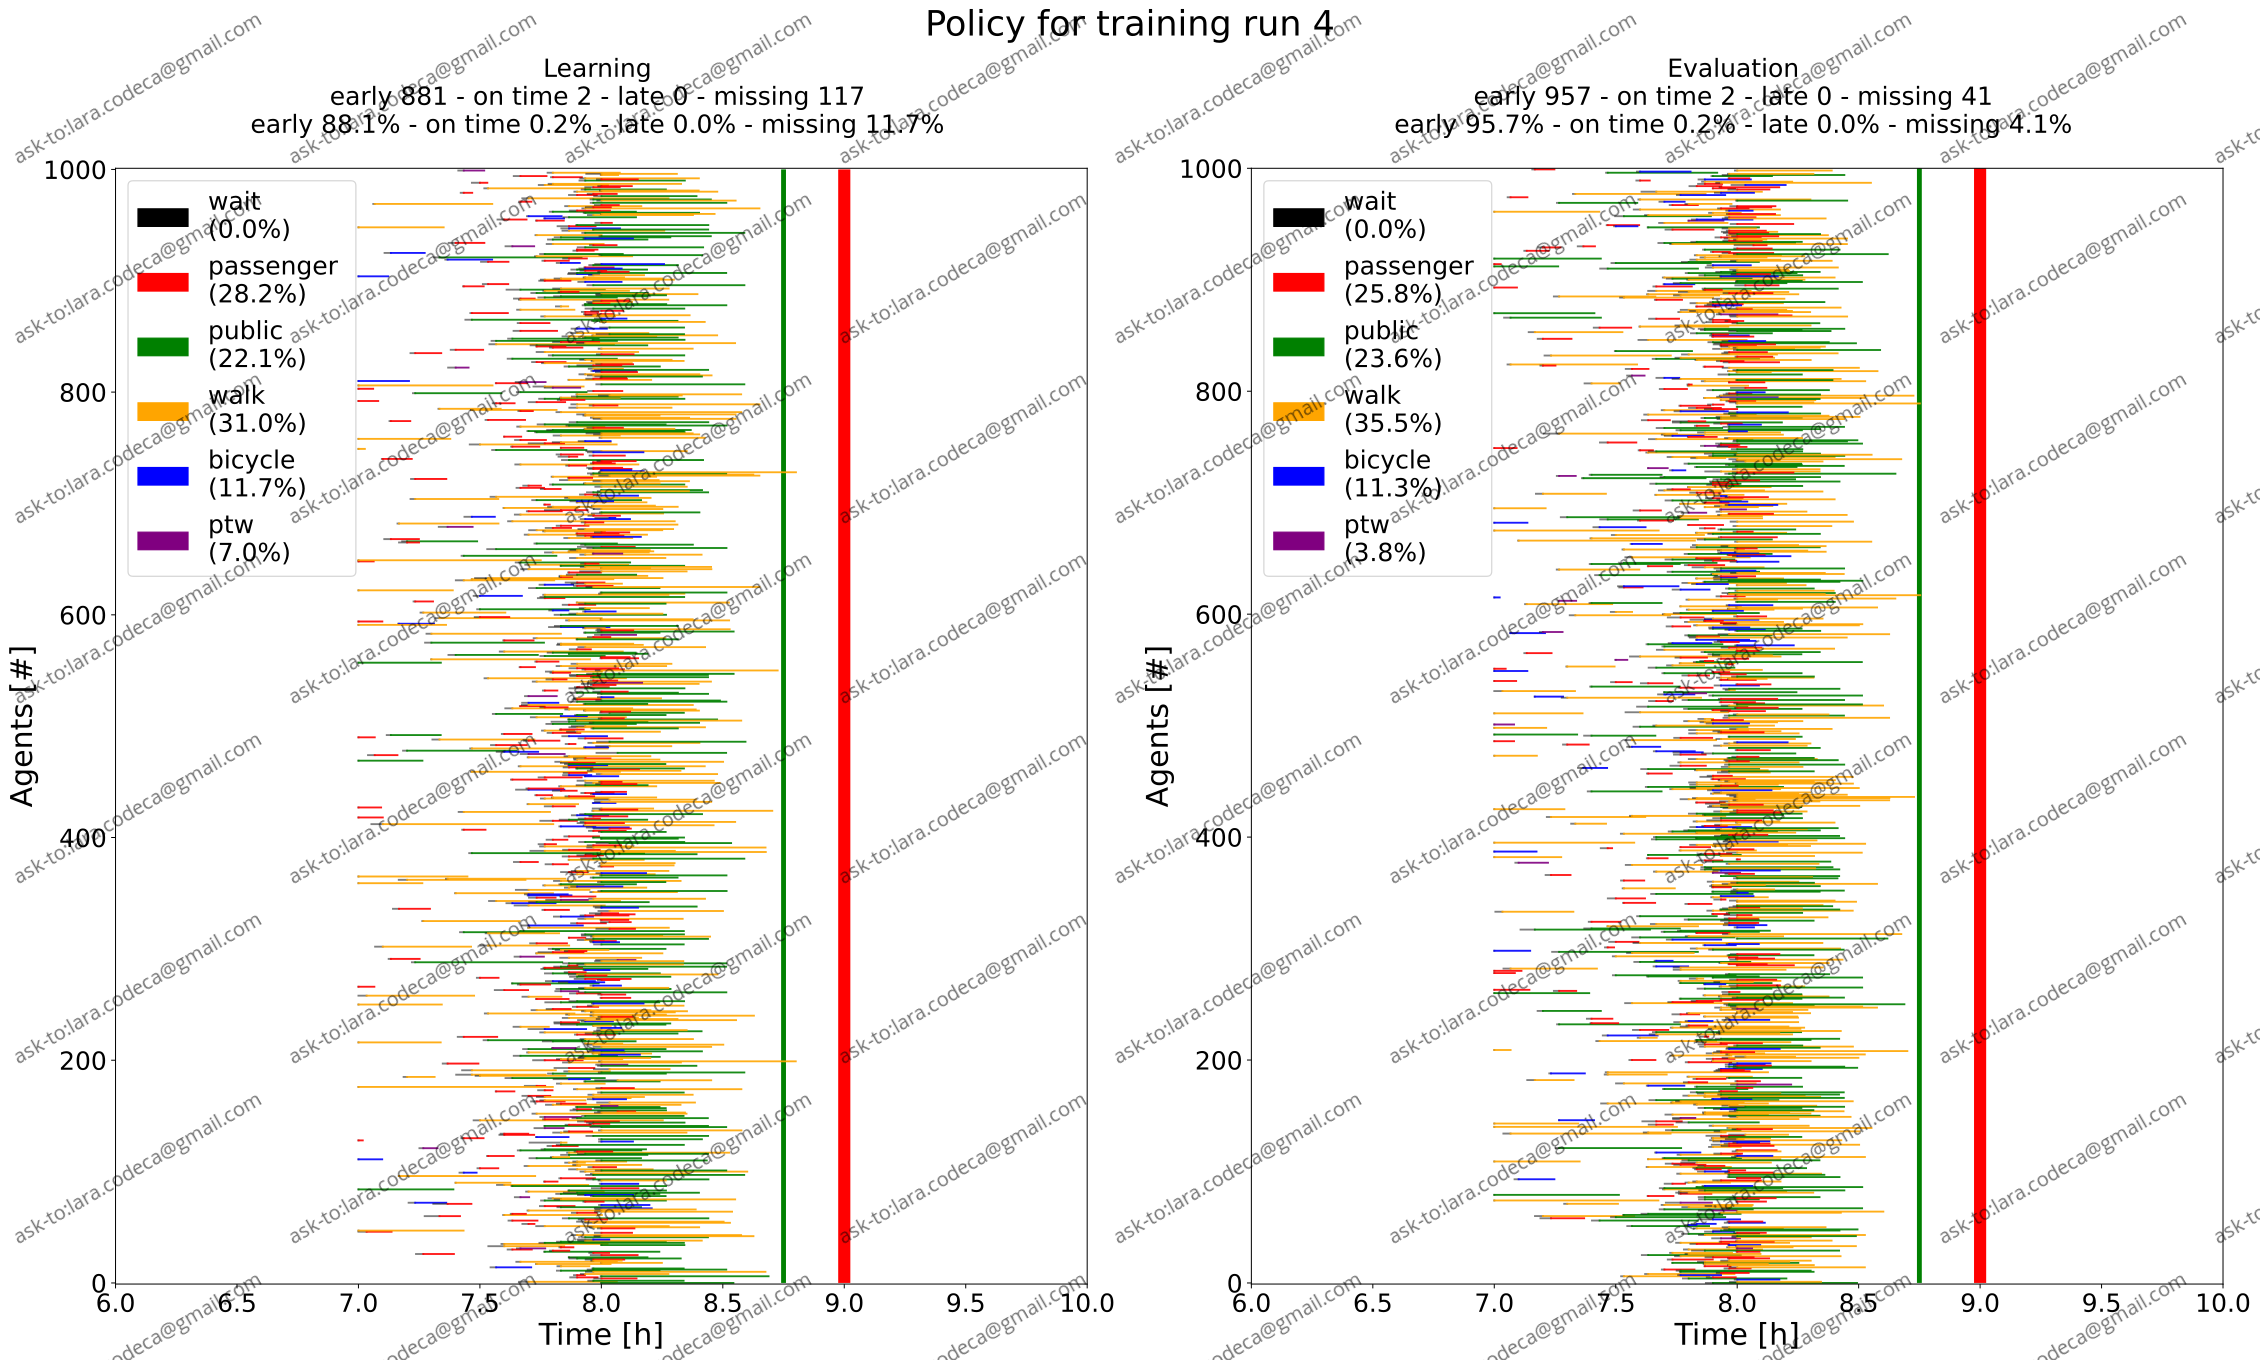 Policy for training run 4
Learning
early 881 - on time 2 - late 0 - missing 117
early 88.1% - on time 0.2% - late 0.0% - missing 11.7%
1000
800
600
400
200
0
Agents [#]
wait
(0.0%)
passenger
(28.2%)
public
(22.1%)
walk
(31.0%)
bicycle
(11.7%)
ptw
(7.0%)
6.0 6.5 7.0 7.5 8.0 8.5 9.0 9.5 10.0
Time [h]
Evaluation
early 957 - on time 2 - late 0 - missing 41
early 95.7% - on time 0.2% - late 0.0% - missing 4.1%
1000
800
600
400
200
0
Agents [#]
wait
(0.0%)
passenger
(25.8%)
public
(23.6%)
walk
(35.5%)
bicycle
(11.3%)
ptw
(3.8%)
6.0 6.5 7.0 7.5 8.0 8.5 9.0 9.5 10.0
Time [h]
ask-to:lara.codeca@gmail.com